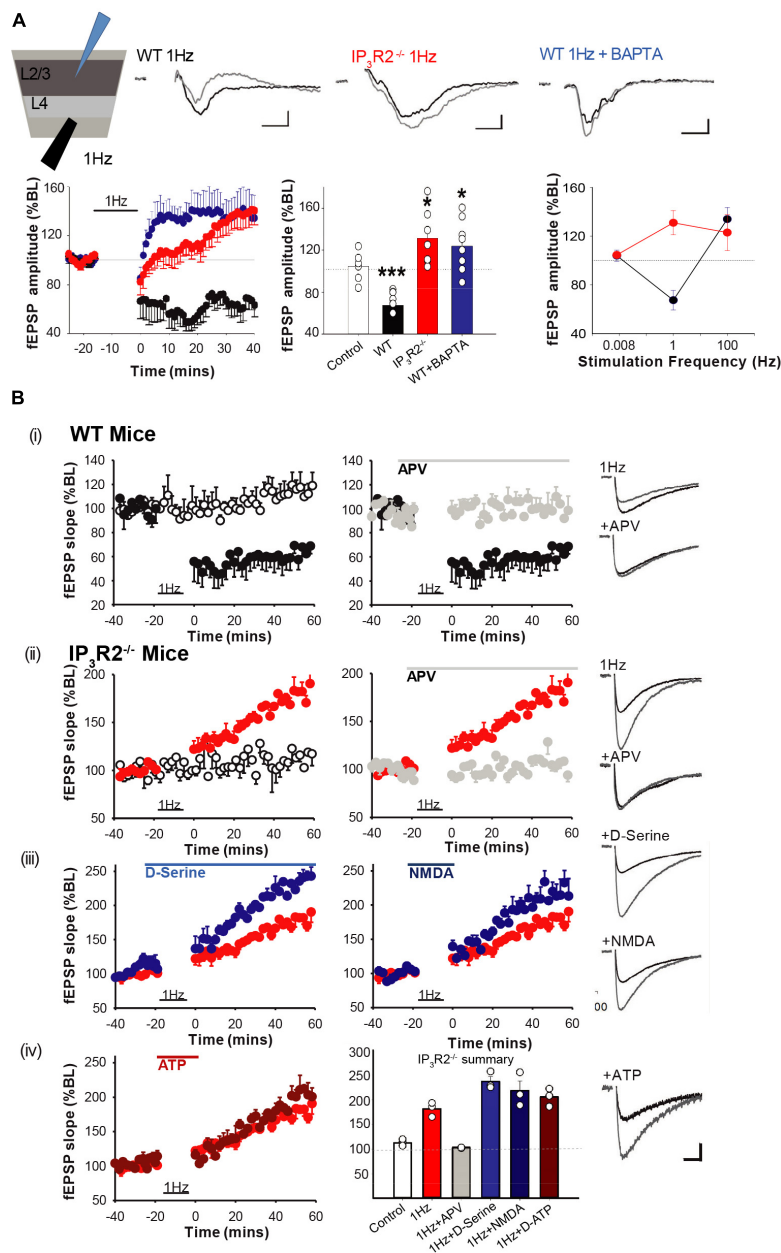 A
WT 1Hz
IP3R2-/- 1Hz
WT 1Hz + BAPTA
L2/3
L4
1Hz
fEPSP amplitude (%BL)
160
120
80
40
1Hz
-20 0 20 40
Time (mins)
fEPSP amplitude (%BL)
160
120
80
40
***
*
*
Control
WT
IP3R2-/-
WT+BAPTA
fEPSP amplitude (%BL)
160
120
80
40
0.008 1 100
Stimulation Frequency (Hz)
B
(i) WT Mice
fEPSP slope (%BL)
140
120
100
80
60
40
20
1Hz
-40 -20 0 20 40 60
Time (mins)
140
120
100
80
60
40
20
APV
1Hz
-40 -20 0 20 40 60
Time (mins)
1Hz
+APV
(ii) IP3R2-/- Mice
fEPSP slope (%BL)
200
150
100
50
1Hz
-40 -20 0 20 40 60
Time (mins)
200
150
100
50
APV
1Hz
-40 -20 0 20 40 60
Time (mins)
1Hz
+APV
(iii)
fEPSP slope (%BL)
250
200
150
100
50
D-Serine
1Hz
-40 -20 0 20 40 60
Time (mins)
250
200
150
100
50
NMDA
1Hz
-40 -20 0 20 40 60
Time (mins)
+D-Serine
+NMDA
00
(iv)
fEPSP slope (%BL)
250
200
150
100
50
ATP
1Hz
-40 -20 0 20 40 60
Time (mins)
IP3R2-/- summary
300
250
200
150
100
50
Control
1Hz
1Hz+APV
1Hz+D-Serine
1Hz+NMDA
1Hz+D-ATP
+ATP